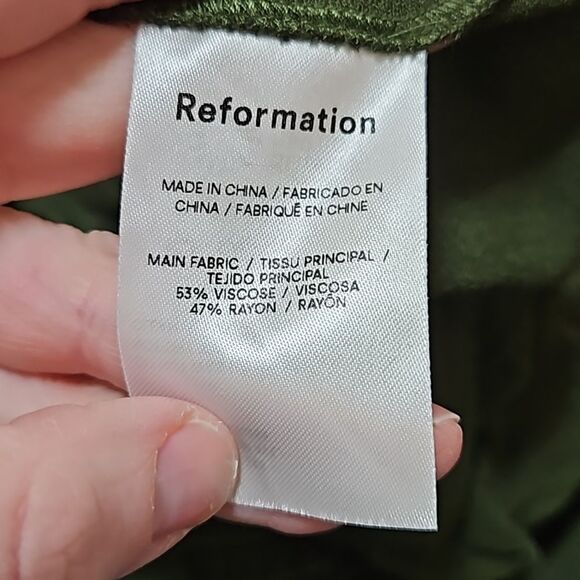 Reformation
MADE IN CHINA / FABRICADO EN
CHINA / FABRIQUÉ EN CHINE
MAIN FABRIC / TISSU PRINCIPAL /
TEJIDO PRINCIPAL
53% VISCOSE / VISCOSA
47% RAYON / RAYÓN